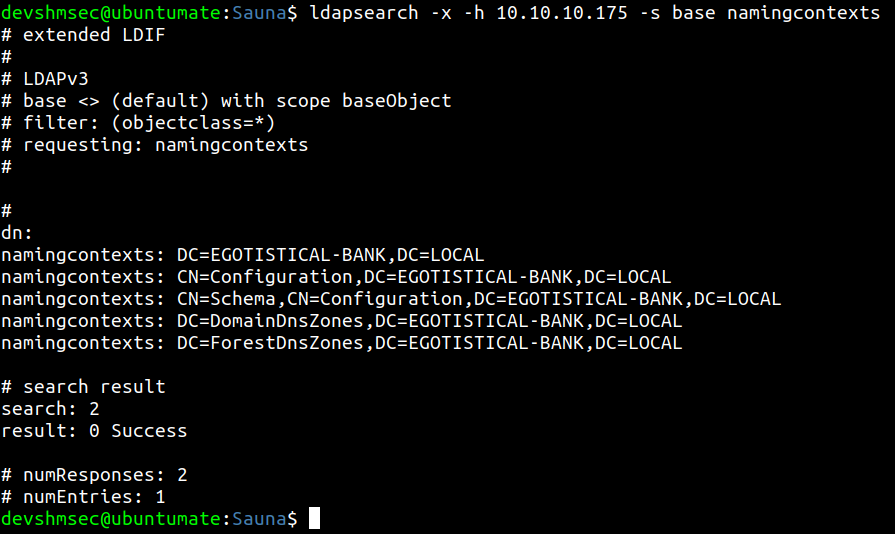 devshmsec@ubuntumate:Sauna$ ldapsearch -x -h 10.10.10.175 -s base namingcontexts
# extended LDIF
#
# LDAPv3
# base <> (default) with scope baseObject
# filter: (objectclass=*)
# requesting: namingcontexts
#
#
dn:
namingcontexts: DC=EGOTISTICAL-BANK,DC=LOCAL
namingcontexts: CN=Configuration,DC=EGOTISTICAL-BANK,DC=LOCAL
namingcontexts: CN=Schema,CN=Configuration,DC=EGOTISTICAL-BANK,DC=LOCAL
namingcontexts: DC=DomainDnsZones,DC=EGOTISTICAL-BANK,DC=LOCAL
namingcontexts: DC=ForestDnsZones,DC=EGOTISTICAL-BANK,DC=LOCAL
# search result
search: 2
result: 0 Success
# numResponses: 2
# numEntries: 1
devshmsec@ubuntumate:Sauna$